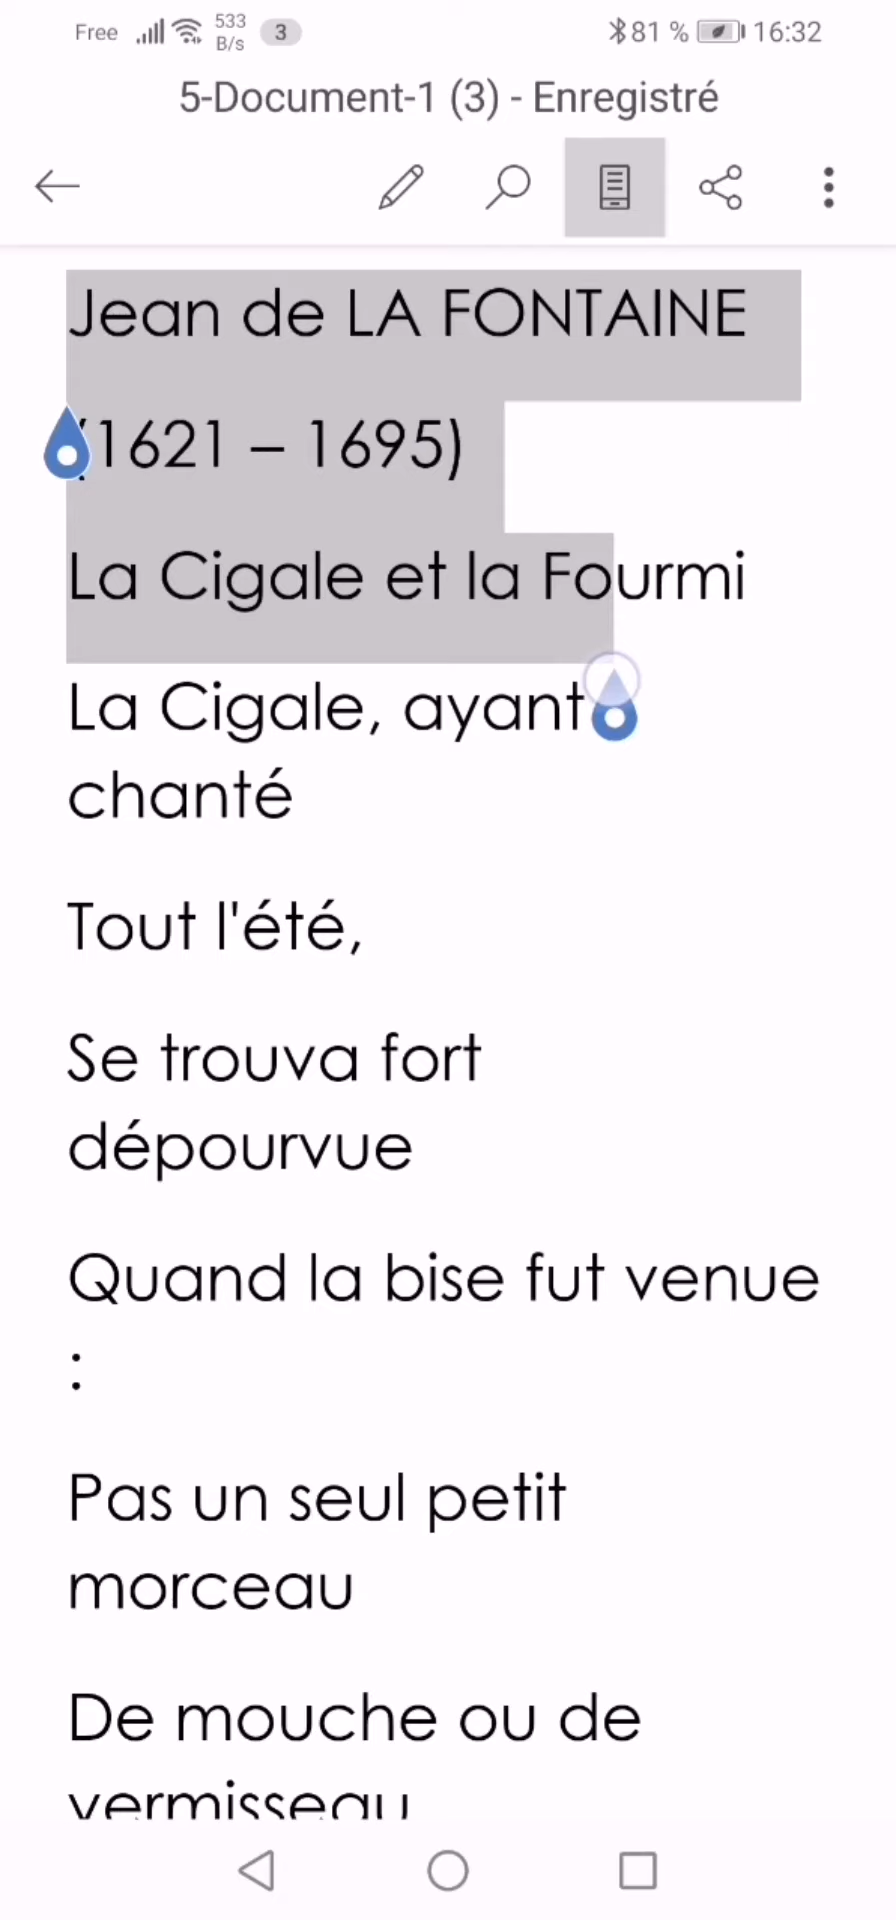 Free 533 B/s 3 81 % 16:32
5-Document-1 (3) - Enregistré
Jean de LA FONTAINE
(1621 – 1695)
La Cigale et la Fourmi
La Cigale, ayant
chanté
Tout l'été,
Se trouva fort
dépourvue
Quand la bise fut venue
:
Pas un seul petit
morceau
De mouche ou de
vermisseau